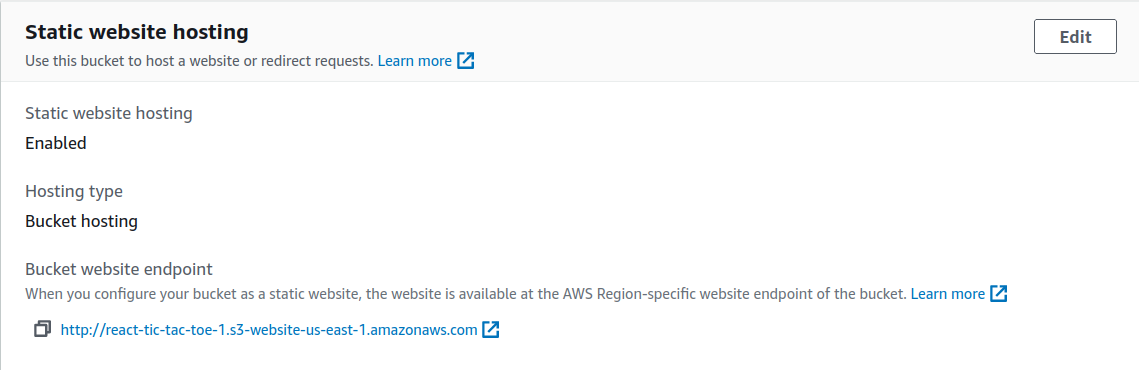 Static website hosting
Edit
Use this bucket to host a website or redirect requests. Learn more
Static website hosting
Enabled
Hosting type
Bucket hosting
Bucket website endpoint
When you configure your bucket as a static website, the website is available at the AWS Region-specific website endpoint of the bucket. Learn more
http://react-tic-tac-toe-1.s3-website-us-east-1.amazonaws.com